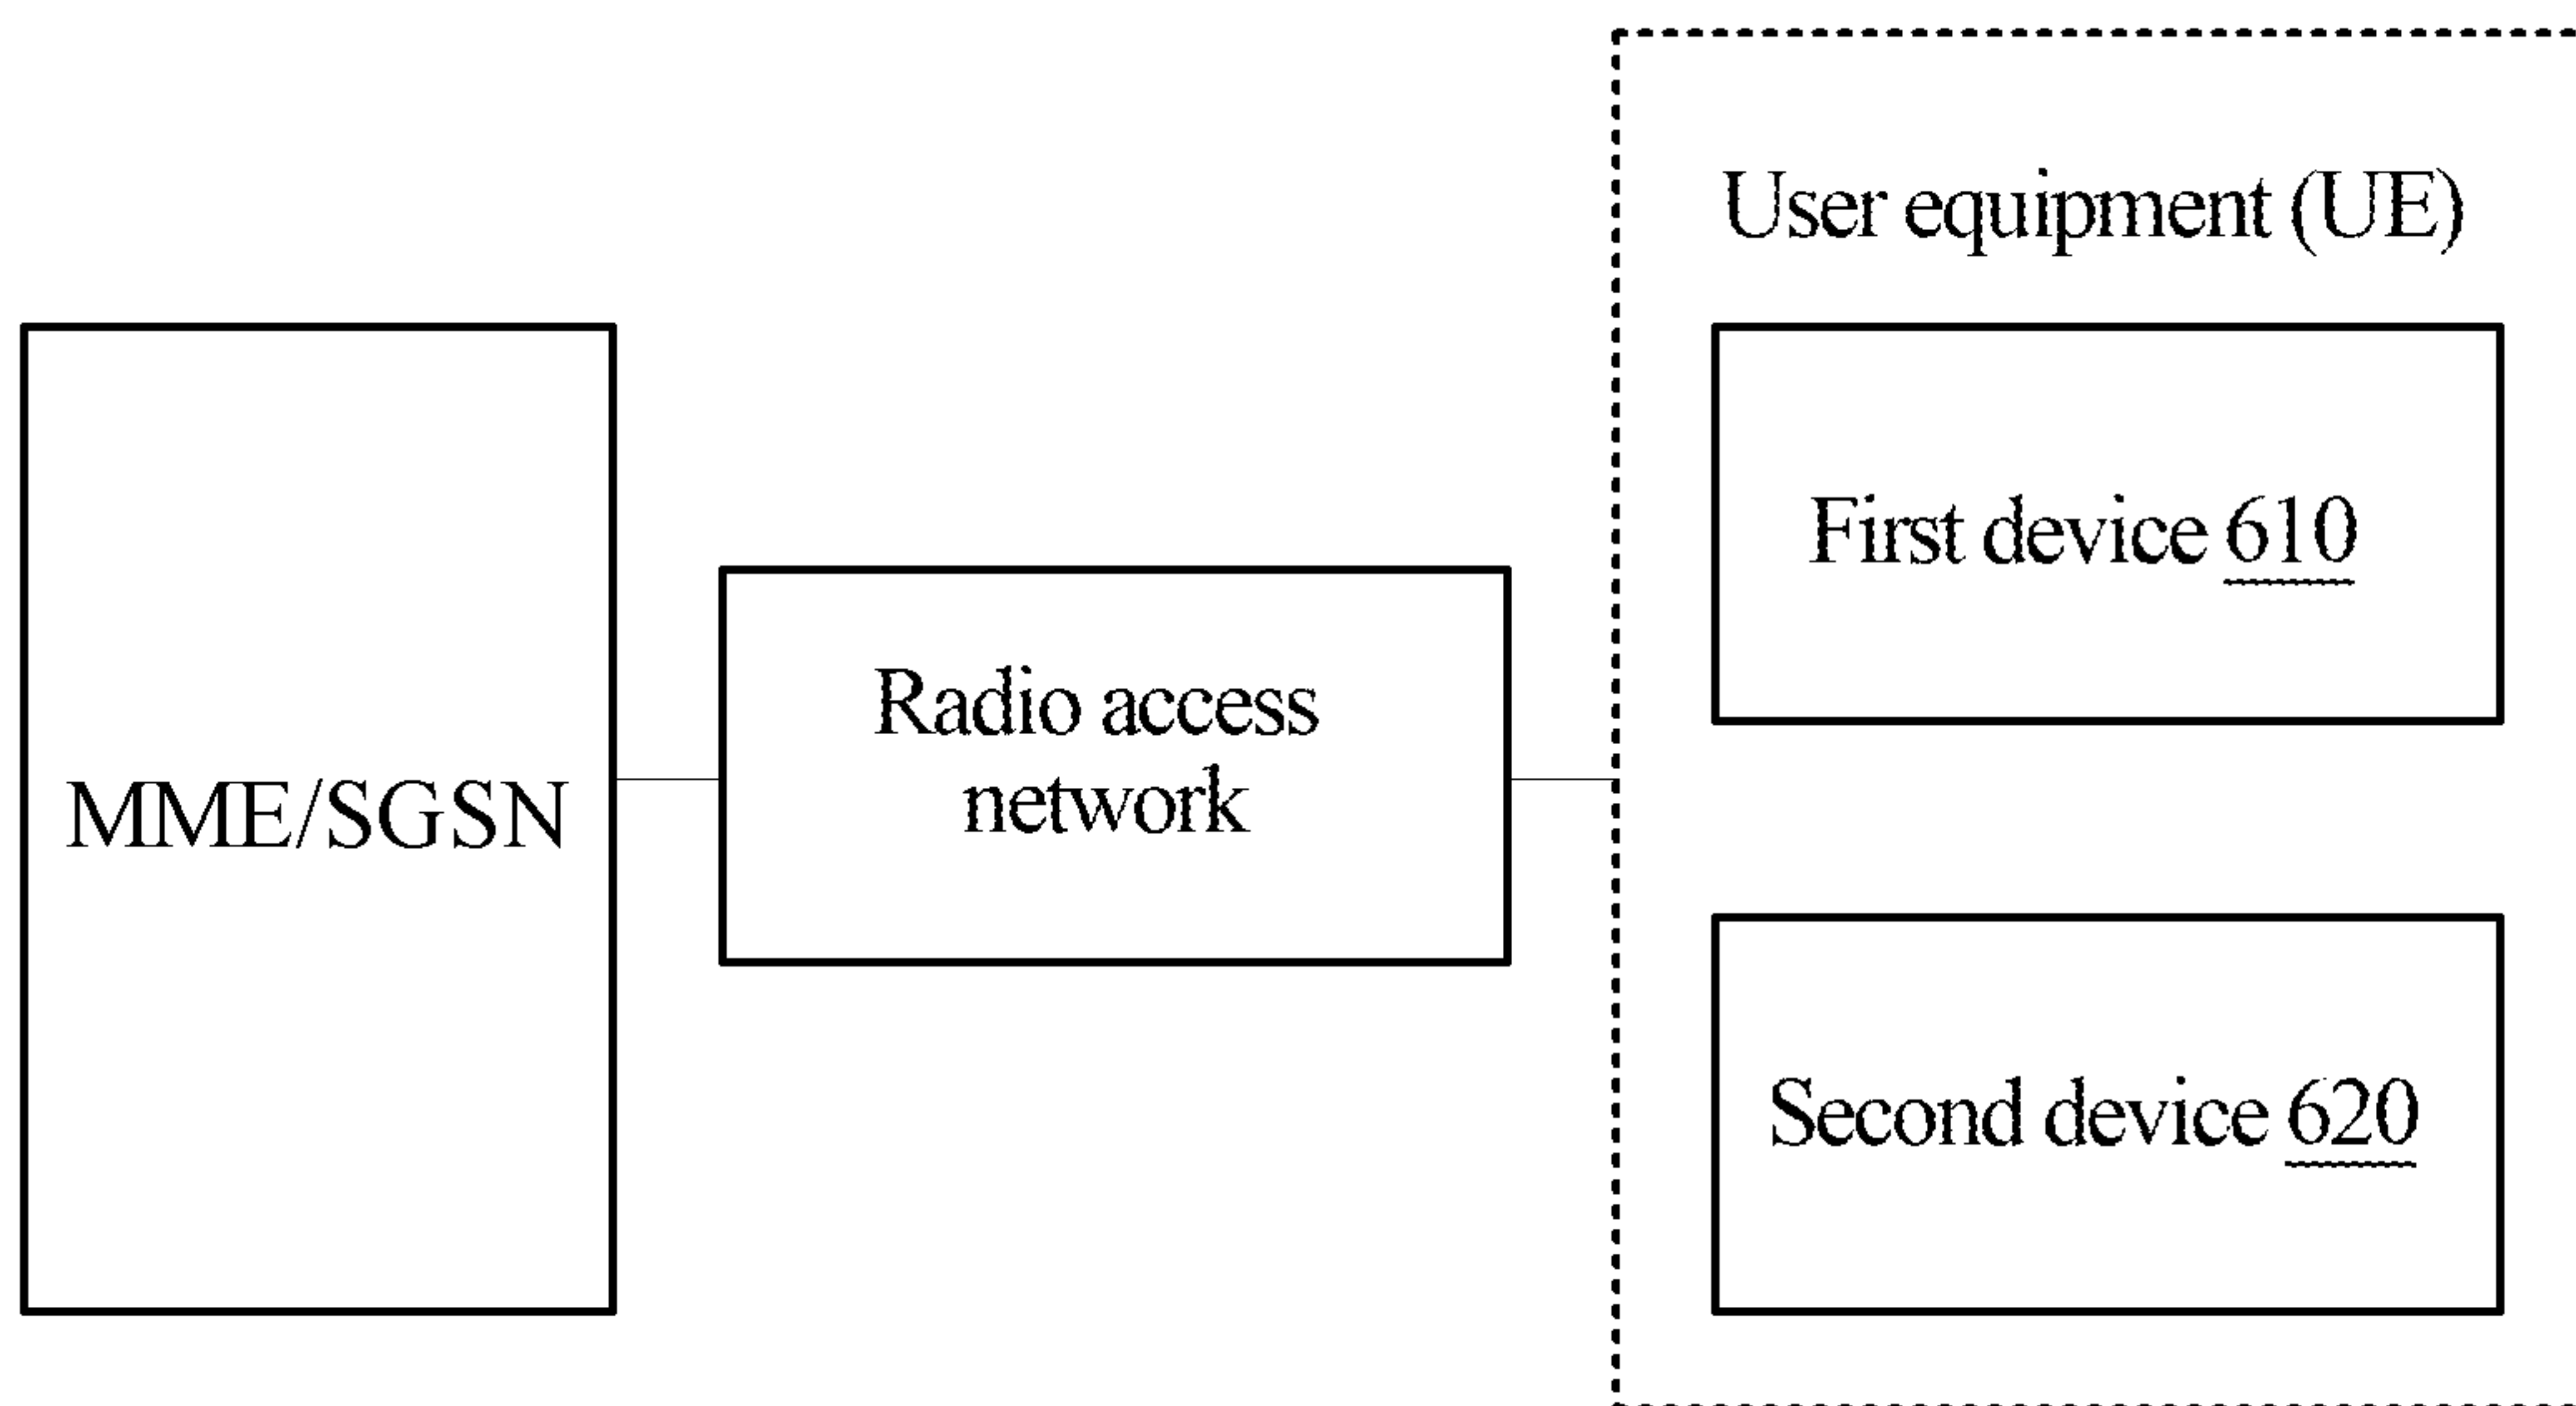 User equipment (UE)
First device 610
Radio access
network
MME/SGSN
Second device 620